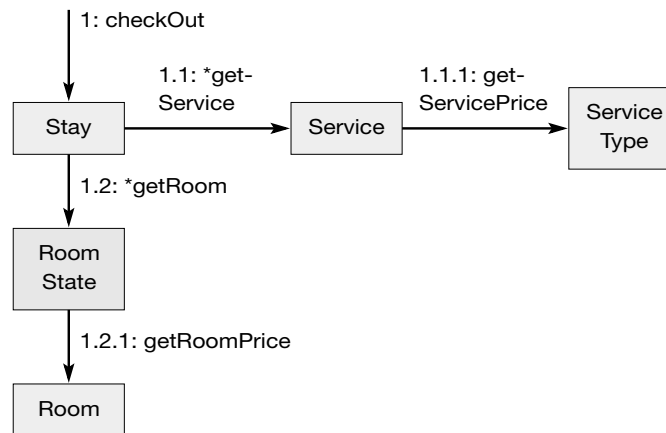 1: checkOut
1.1: *get-
Service
1.1.1: get-
ServicePrice
Stay
Service
Service
Type
1.2: *getRoom
Room
State
1.2.1: getRoomPrice
Room